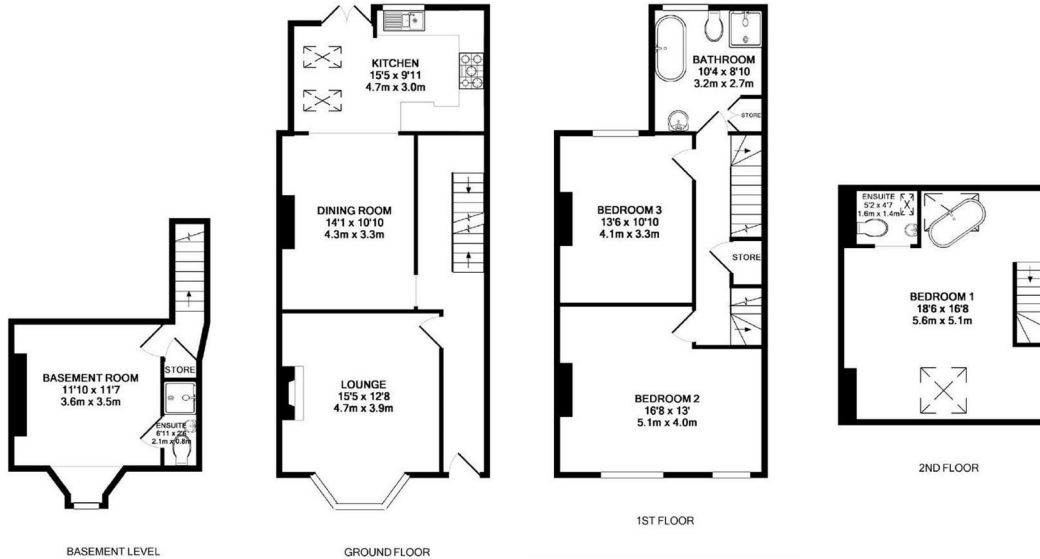 BASEMENT ROOM
11'10 x 11'7
3.6m x 3.5m
STORE
ENSUITE
6'11 x 2'6
2.1m x 0.8m
BASEMENT LEVEL
KITCHEN
15'5 x 9'11
4.7m x 3.0m
DINING ROOM
14'1 x 10'10
4.3m x 3.3m
LOUNGE
15'5 x 12'8
4.7m x 3.9m
GROUND FLOOR
BATHROOM
10'4 x 8'10
3.2m x 2.7m
STORE
BEDROOM 3
13'6 x 10'10
4.1m x 3.3m
STORE
BEDROOM 2
16'8 x 13'
5.1m x 4.0m
1ST FLOOR
ENSUITE
5'2 x 4'7
1.6m x 1.4m
BEDROOM 1
18'6 x 16'8
5.6m x 5.1m
2ND FLOOR